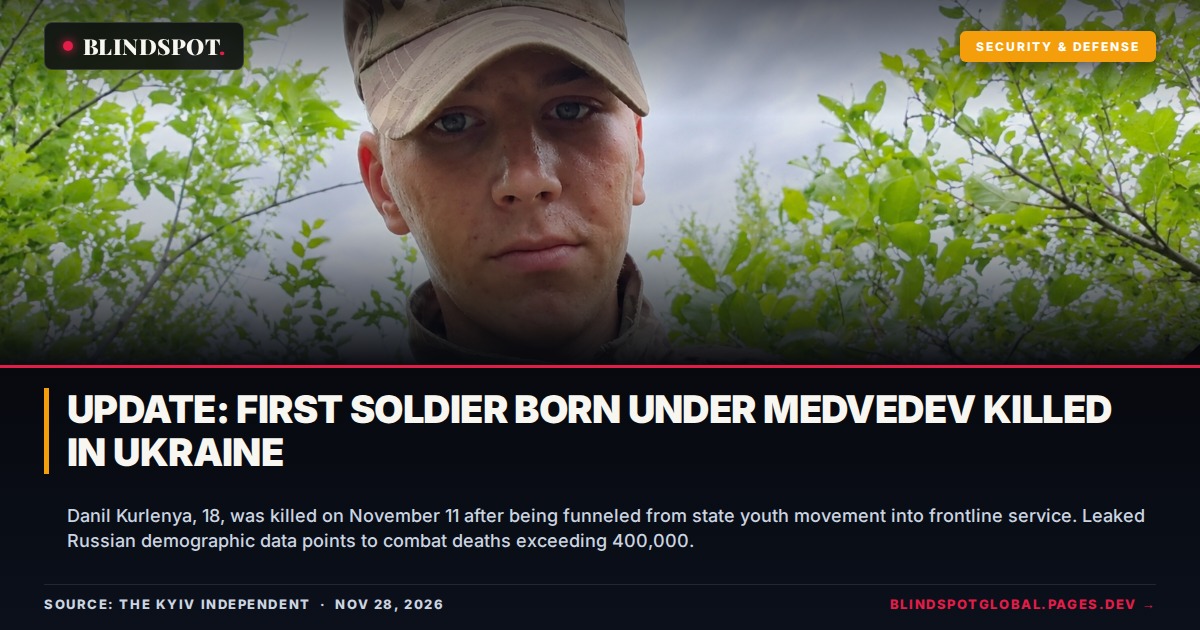 BLINDSPOT.
SECURITY & DEFENSE
UPDATE: FIRST SOLDIER BORN UNDER MEDVEDEV KILLED
IN UKRAINE
Danil Kurlenya, 18, was killed on November 11 after being funneled from state youth movement into frontline service. Leaked
Russian demographic data points to combat deaths exceeding 400,000.
SOURCE: THE KYIV INDEPENDENT · NOV 28, 2026
BLINDSPOTGLOBAL.PAGES.DEV →